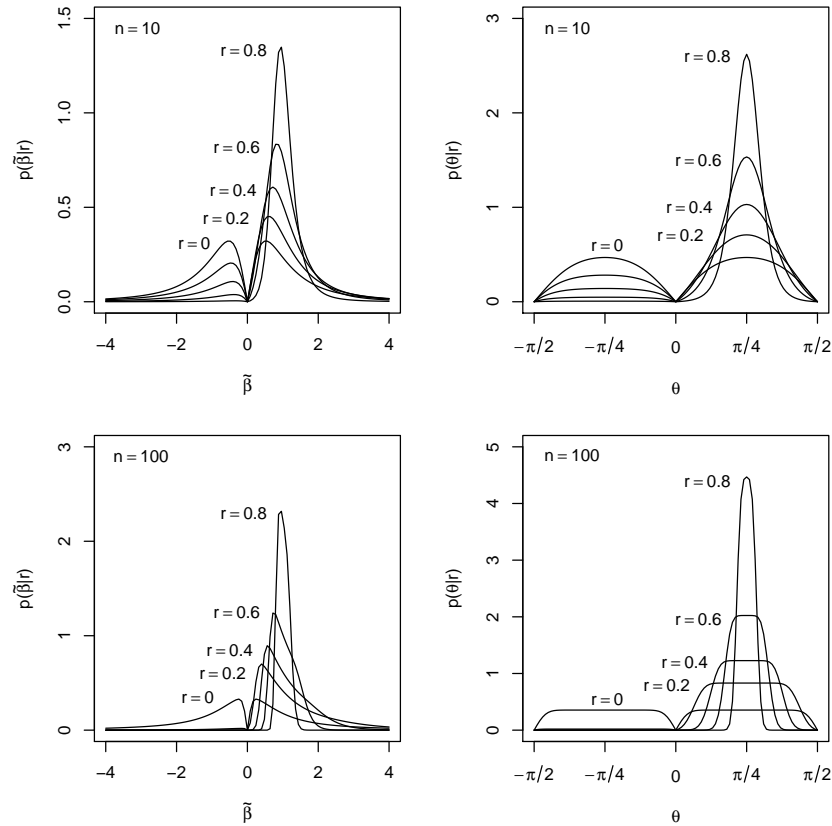 n = 10
r = 0.8
r = 0.6
r = 0.4
r = 0.2
r = 0
0.0
0.5
1.0
1.5
p(β̃|r)
−4
−2
0
2
4
β̃
n = 10
r = 0.8
r = 0.6
r = 0.4
r = 0.2
r = 0
0
1
2
3
p(θ|r)
−π/2
−π/4
0
π/4
π/2
θ
n = 100
r = 0.8
r = 0.6
r = 0.4
r = 0.2
r = 0
0
1
2
3
p(β̃|r)
−4
−2
0
2
4
β̃
n = 100
r = 0.8
r = 0.6
r = 0.4
r = 0.2
r = 0
0
1
2
3
4
5
p(θ|r)
−π/2
−π/4
0
π/4
π/2
θ